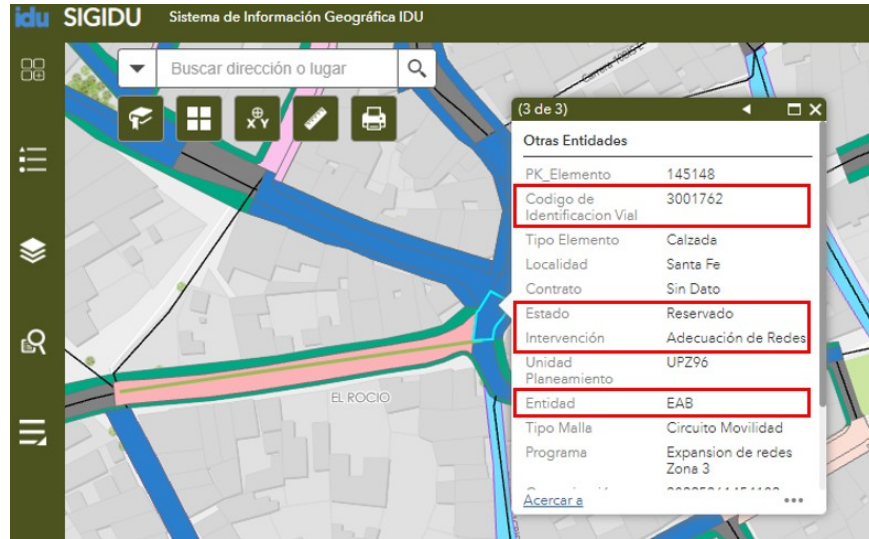 idu SIGIDU Sistema de Información Geográfica IDU
Buscar dirección o lugar
(3 de 3)
Otras Entidades
PK_Elemento 145148
Codigo de Identificacion Vial 3001762
Tipo Elemento Calzada
Localidad Santa Fe
Contrato Sin Dato
Estado Reservado
Intervención Adecuación de Redes
Unidad Planeamiento UPZ96
Entidad EAB
Tipo Malla Circuito Movilidad
Programa Expansion de redes Zona 3
Acercar a
EL ROCIO
X Y